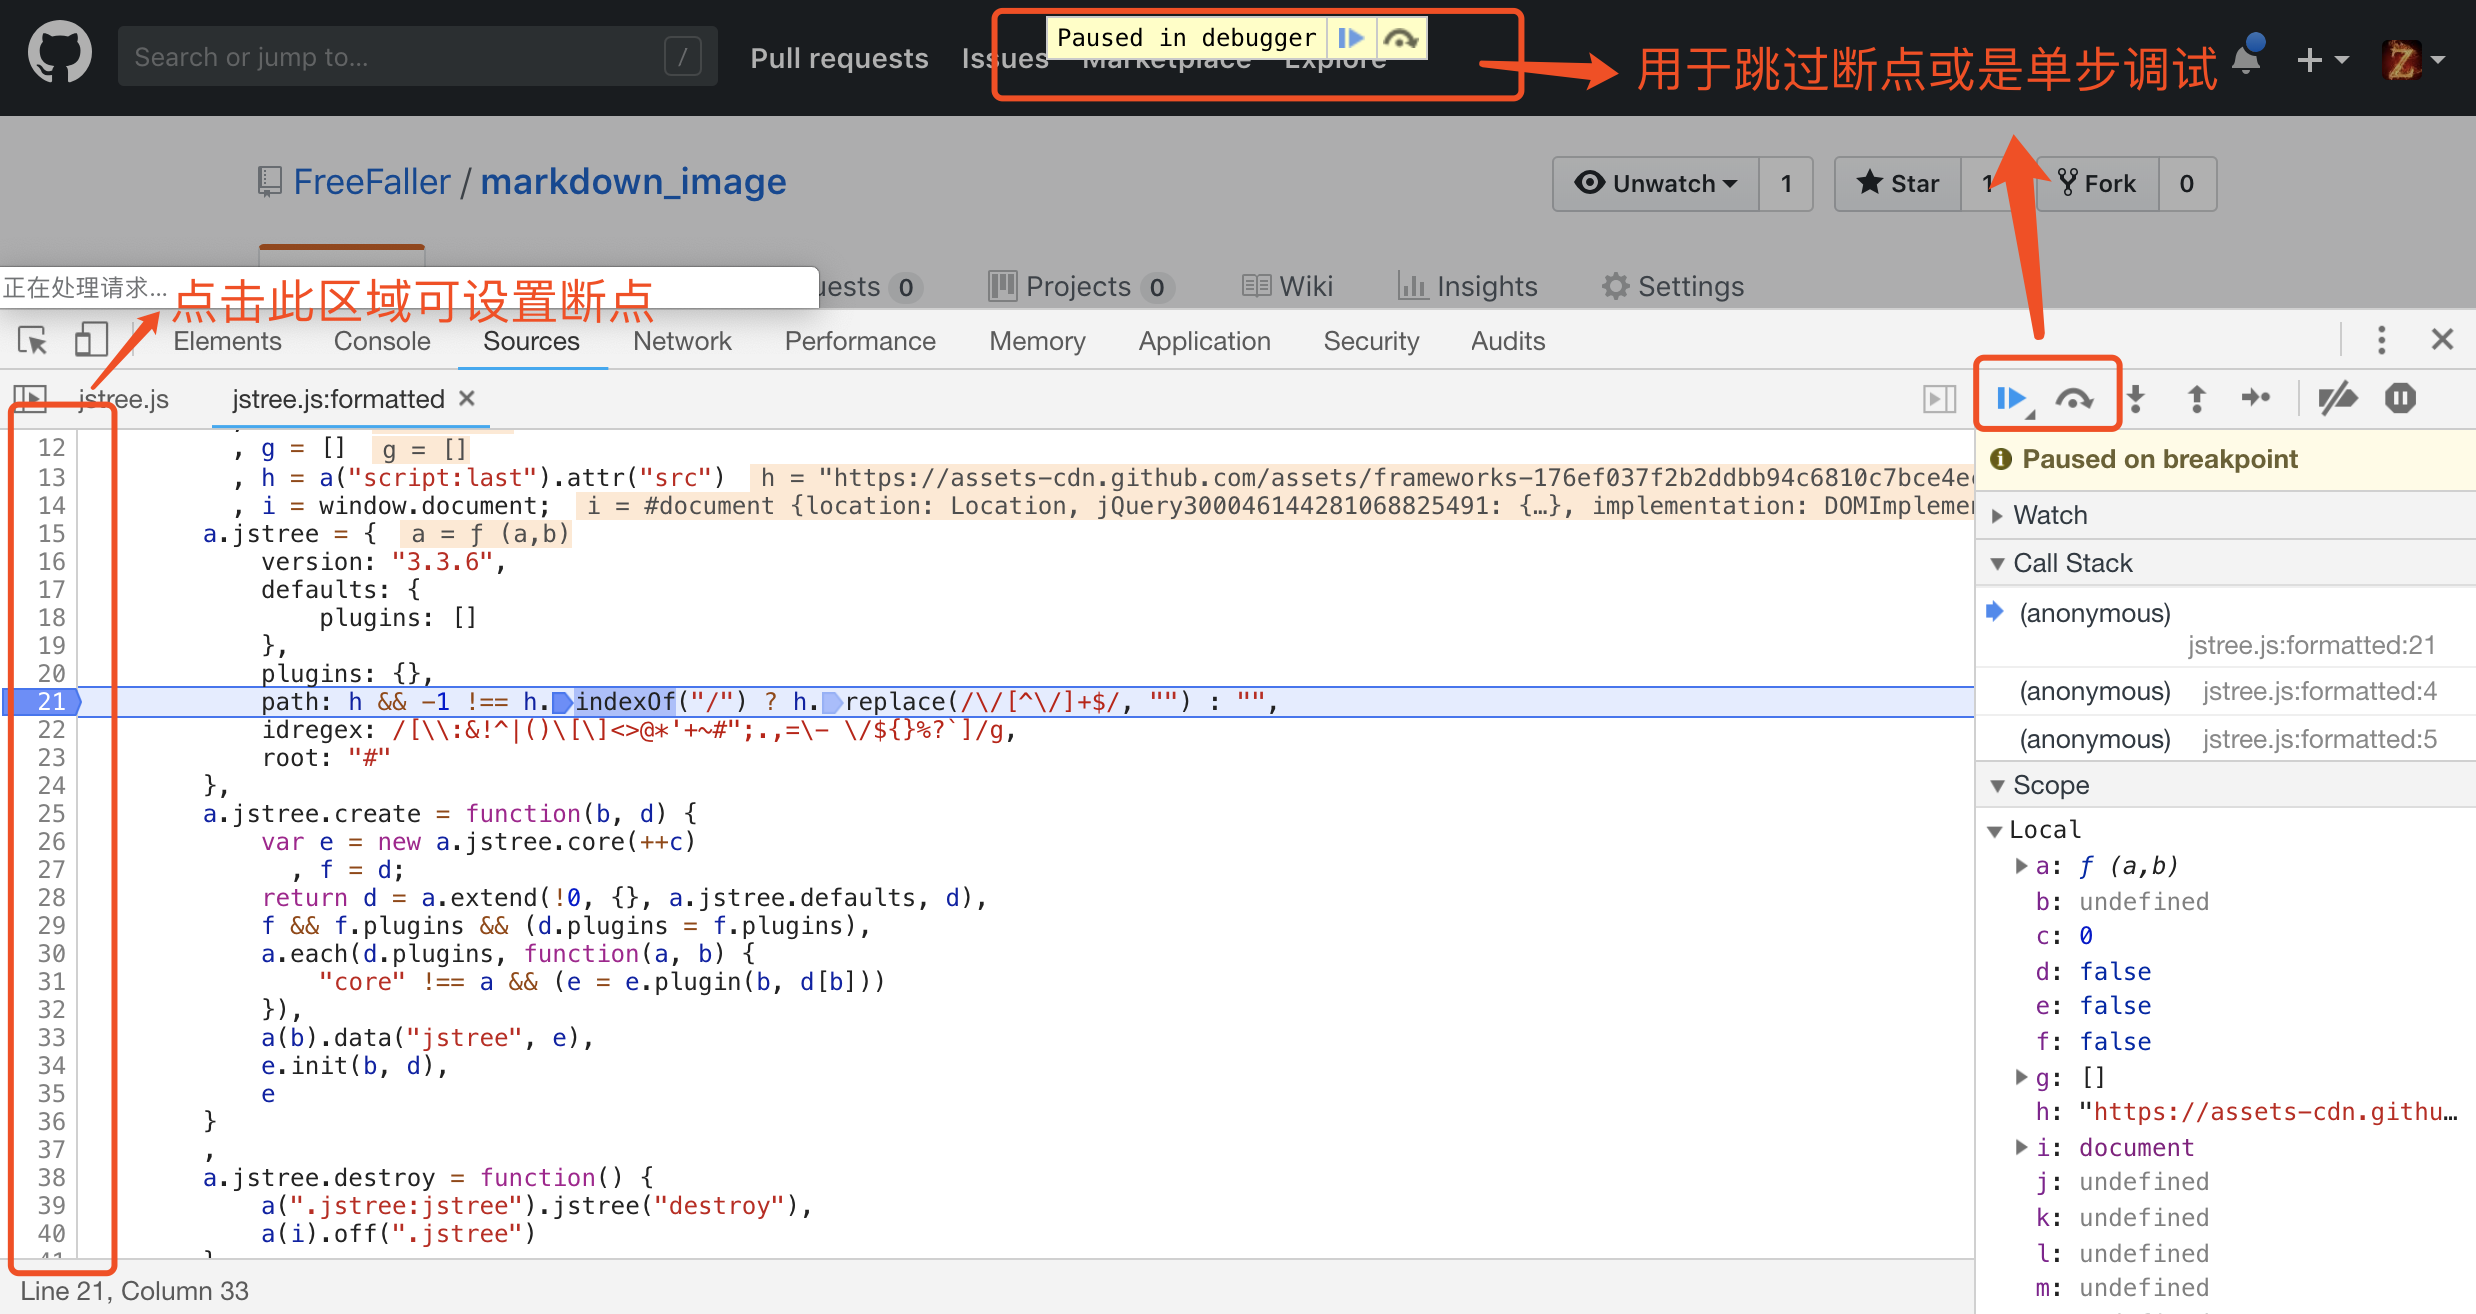 Search or jump to... /
Pull requests Issues Marketplace Explore
Paused in debugger
用于跳过断点或是单步调试
FreeFaller / markdown_image
Unwatch 1 Star 1 Fork 0
正在处理请求...
点击此区域可设置断点
uests 0 Projects 0 Wiki Insights Settings
Elements Console Sources Network Performance Memory Application Security Audits
jstree.js jstree.js:formatted
12 , g = [] g = []
13 , h = a("script:last").attr("src") h = "https://assets-cdn.github.com/assets/frameworks-176ef037f2b2ddbb94c6810c7bce4e
14 , i = window.document; i = #document {location: Location, jQuery300046144281068825491: {…}, implementation: DOMImplemen
15 a.jstree = { a = ƒ (a,b)
16 version: "3.3.6",
17 defaults: {
18 plugins: []
19 },
20 plugins: {},
21 path: h && -1 !== h.indexOf("/") ? h.replace(/\/[^\/]+$/, "") : "",
22 idregex: /[\\:&!^|()\[\]<>@*'+~#";.,=\- \/${}%?`]/g,
23 root: "#"
24 },
25 a.jstree.create = function(b, d) {
26 var e = new a.jstree.core(++c)
27 , f = d;
28 return d = a.extend(!0, {}, a.jstree.defaults, d),
29 f && f.plugins && (d.plugins = f.plugins),
30 a.each(d.plugins, function(a, b) {
31 "core" !== a && (e = e.plugin(b, d[b]))
32 }),
33 a(b).data("jstree", e),
34 e.init(b, d),
35 e
36 }
37 ,
38 a.jstree.destroy = function() {
39 a(".jstree:jstree").jstree("destroy"),
40 a(i).off(".jstree")
41 }
Line 21, Column 33
Paused on breakpoint
Watch
Call Stack
(anonymous)
jstree.js:formatted:21
(anonymous) jstree.js:formatted:4
(anonymous) jstree.js:formatted:5
Scope
Local
a: ƒ (a,b)
b: undefined
c: 0
d: false
e: false
f: false
g: []
h: "https://assets-cdn.githu…
i: document
j: undefined
k: undefined
l: undefined
m: undefined